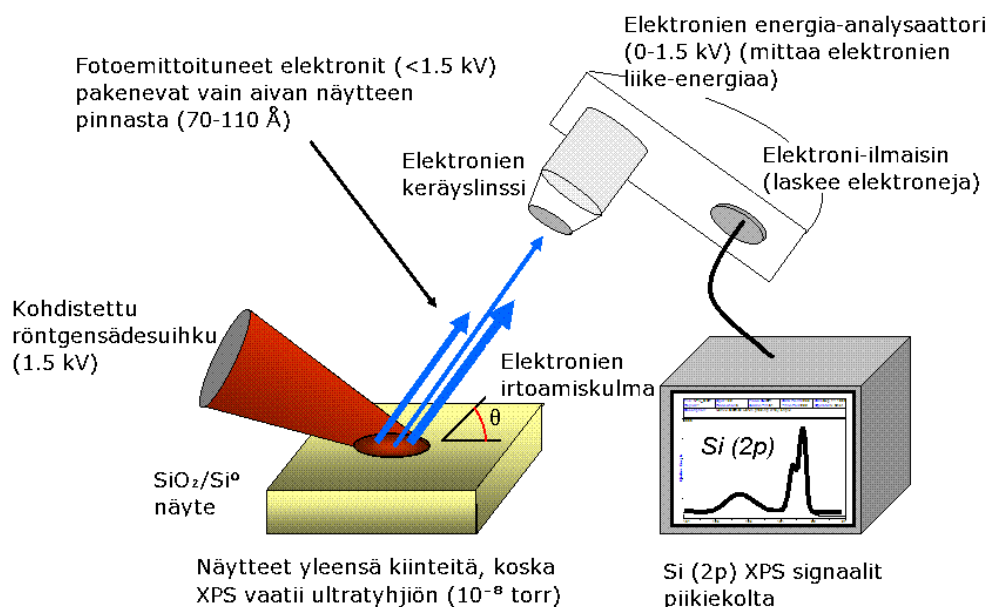 Elektronien energia-analysaattori
(0-1.5 kV) (mittaa elektronien
liike-energiaa)
Fotoemittoituneet elektronit (<1.5 kV)
pakenevat vain aivan näytteen
pinnasta (70-110 Å)
Elektronien
keräyslinssi
Elektroni-ilmaisin
(laskee elektroneja)
Kohdistettu
röntgensädesuihku
(1.5 kV)
Elektronien
irtoamiskulma
θ
Si (2p)
SiO₂/Si⁰
näyte
Näytteet yleensä kiinteitä, koska
XPS vaatii ultratyhjiön (10⁻⁸ torr)
Si (2p) XPS signaalit
piikiekolta